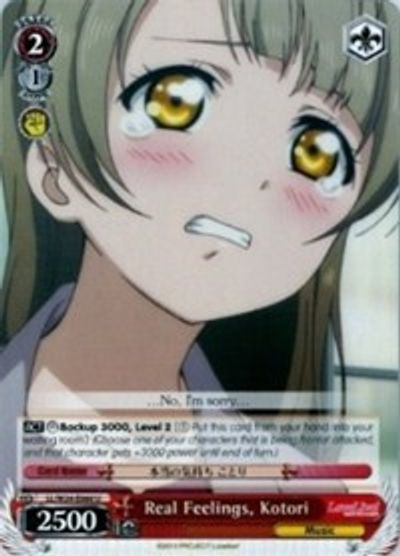 LEVEL
2
1
…No, I'm sorry…
ACT Backup 3000, Level 2 [① Put this card from your hand into your
waiting room] (Choose one of your characters that is being frontal attacked,
and that character gets +3000 power until end of turn.)
Card Name 本当の気持ち ことり
2500
Real Feelings, Kotori
Music